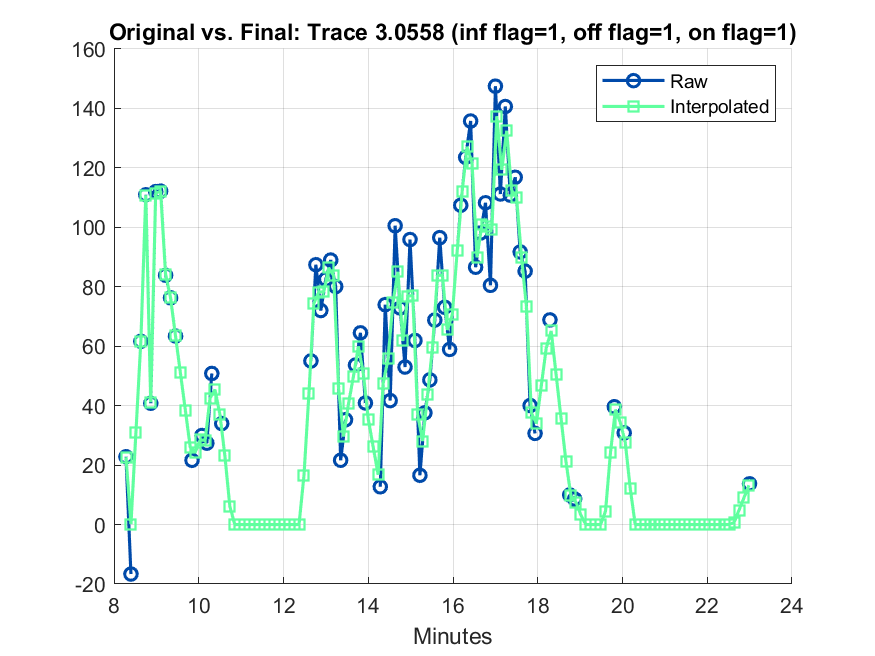 Original vs. Final: Trace 3.0558 (inf flag=1, off flag=1, on flag=1)
160
140
120
100
80
60
40
20
0
-20
Raw
Interpolated
8 10 12 14 16 18 20 22 24
Minutes